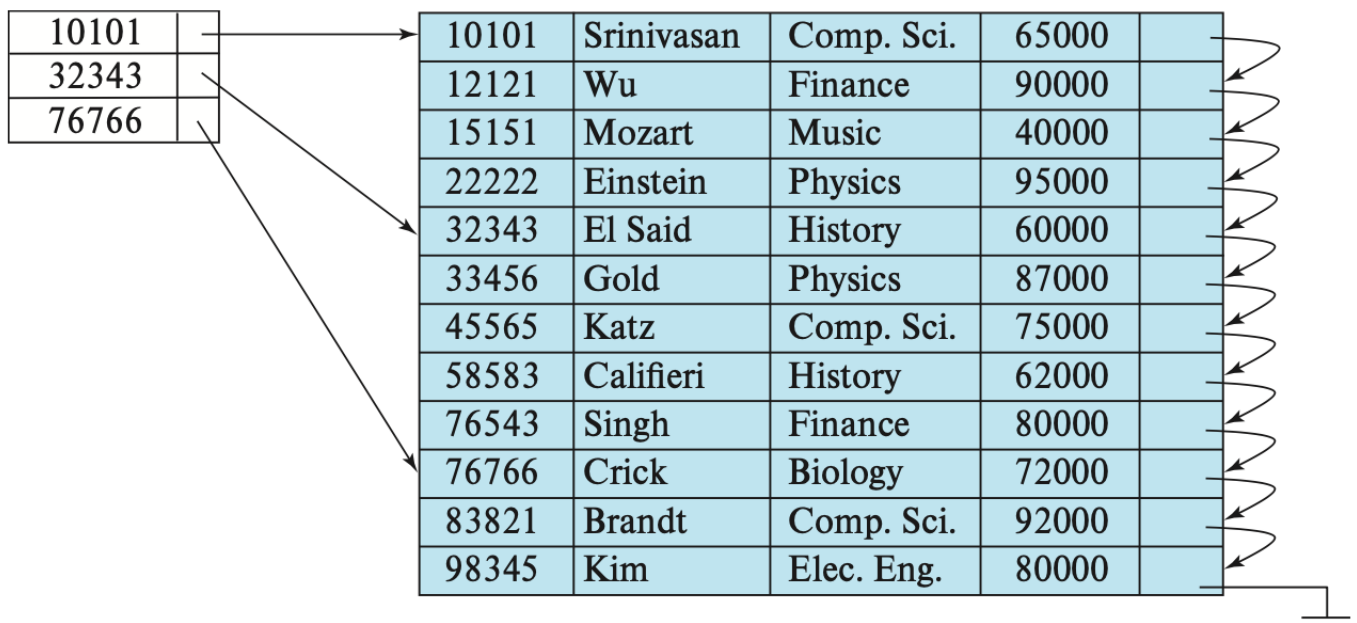 10101
32343
76766
10101 Srinivasan Comp. Sci. 65000
12121 Wu Finance 90000
15151 Mozart Music 40000
22222 Einstein Physics 95000
32343 El Said History 60000
33456 Gold Physics 87000
45565 Katz Comp. Sci. 75000
58583 Califieri History 62000
76543 Singh Finance 80000
76766 Crick Biology 72000
83821 Brandt Comp. Sci. 92000
98345 Kim Elec. Eng. 80000